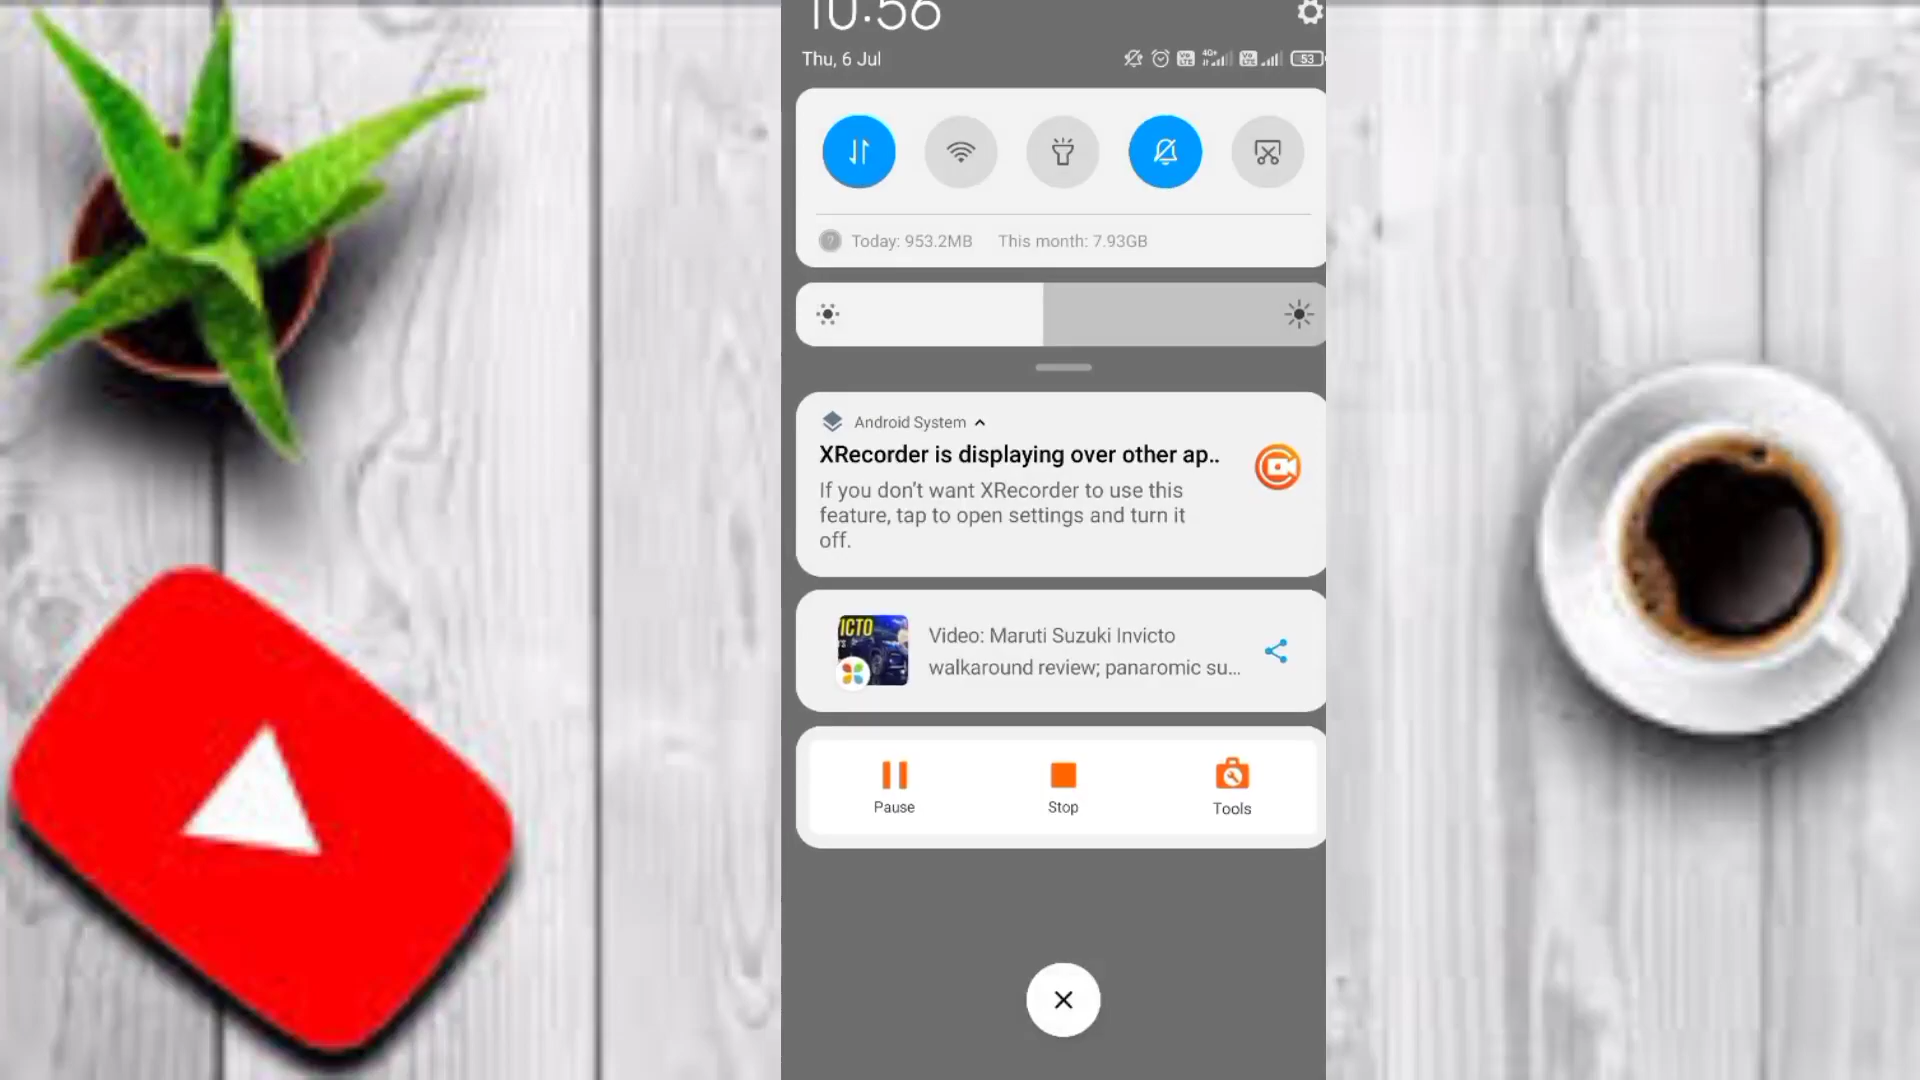 10:56
Thu, 6 Jul
4G+
53
Today: 953.2MB This month: 7.93GB
Android System
XRecorder is displaying over other ap..
If you don't want XRecorder to use this
feature, tap to open settings and turn it
off.
ICTO
Video: Maruti Suzuki Invicto
walkaround review; panaromic su...
Pause
Stop
Tools